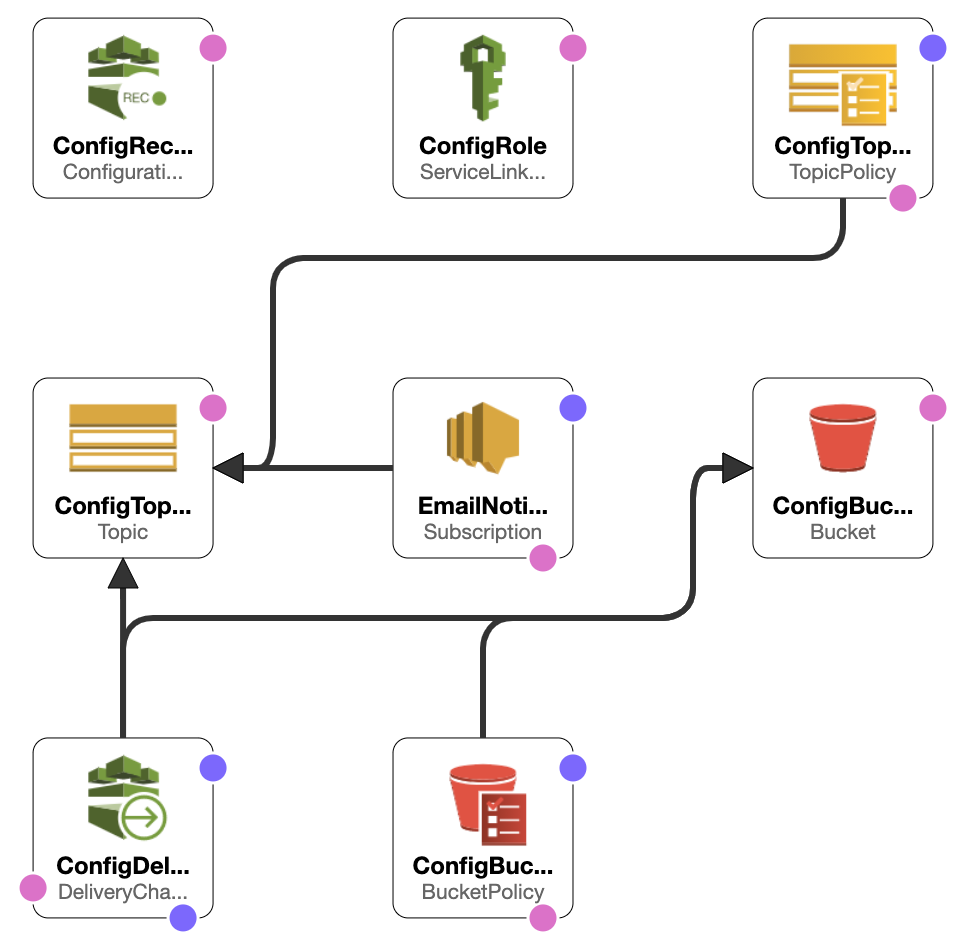 REC
ConfigRec...
Configurati...
ConfigRole
ServiceLink...
ConfigTop...
TopicPolicy
ConfigTop...
Topic
EmailNoti...
Subscription
ConfigBuc...
Bucket
ConfigDel...
DeliveryCha...
ConfigBuc...
BucketPolicy